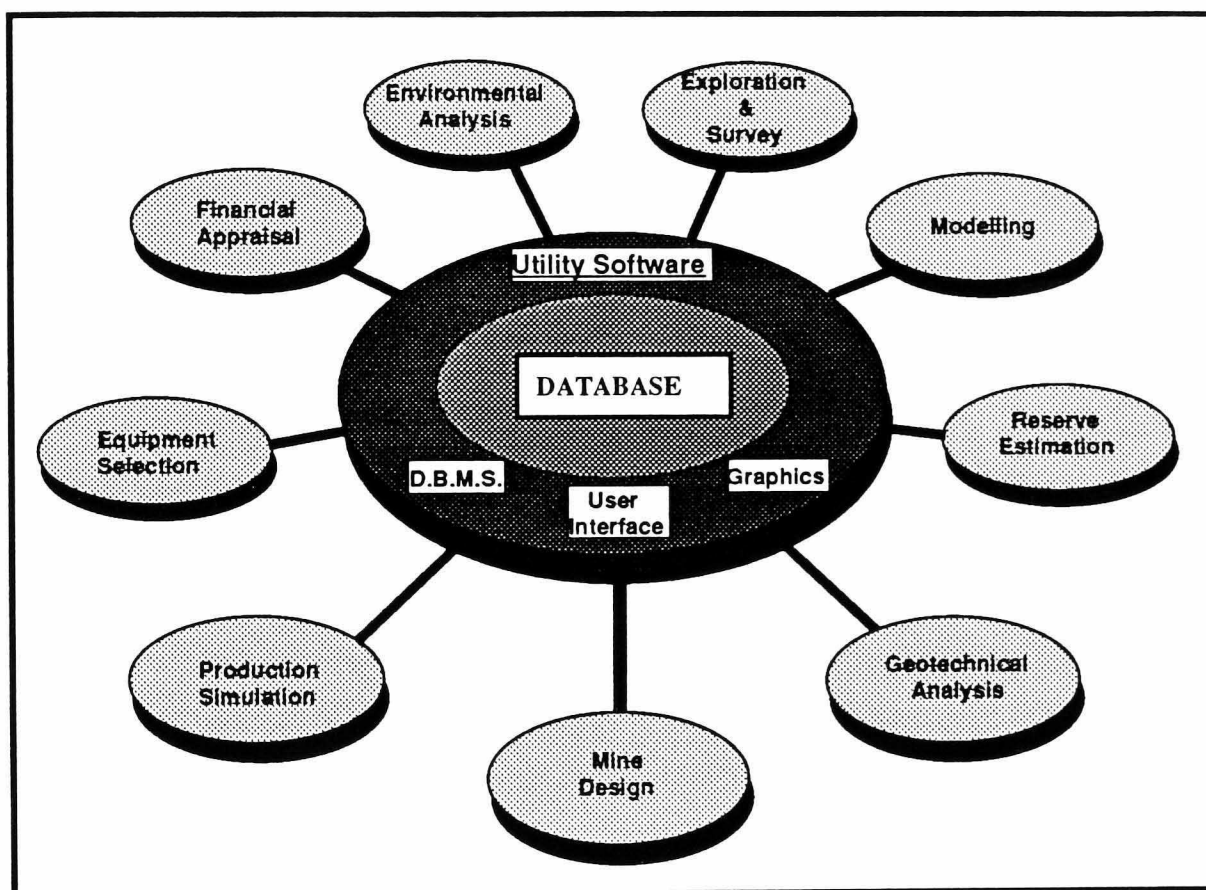 Environmental
Analysis
Exploration
&
Survey
Financial
Appraisal
Modelling
Utility Software
DATABASE
Equipment
Selection
Reserve
Estimation
D.B.M.S.
User
Interface
Graphics
Production
Simulation
Geotechnical
Analysis
Mine
Design